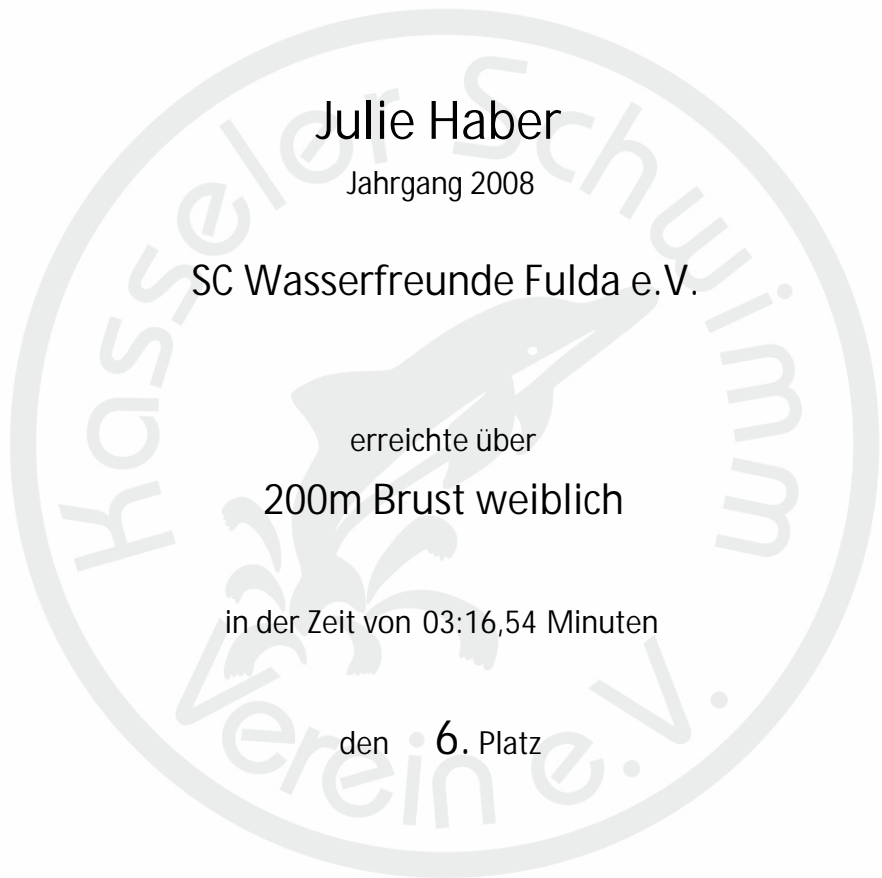 Julie Haber
Jahrgang 2008
SC Wasserfreunde Fulda e.V.
erreichte über
200m Brust weiblich
in der Zeit von 03:16,54 Minuten
den 6. Platz
Kasseler Schwimm
Verein e.V.